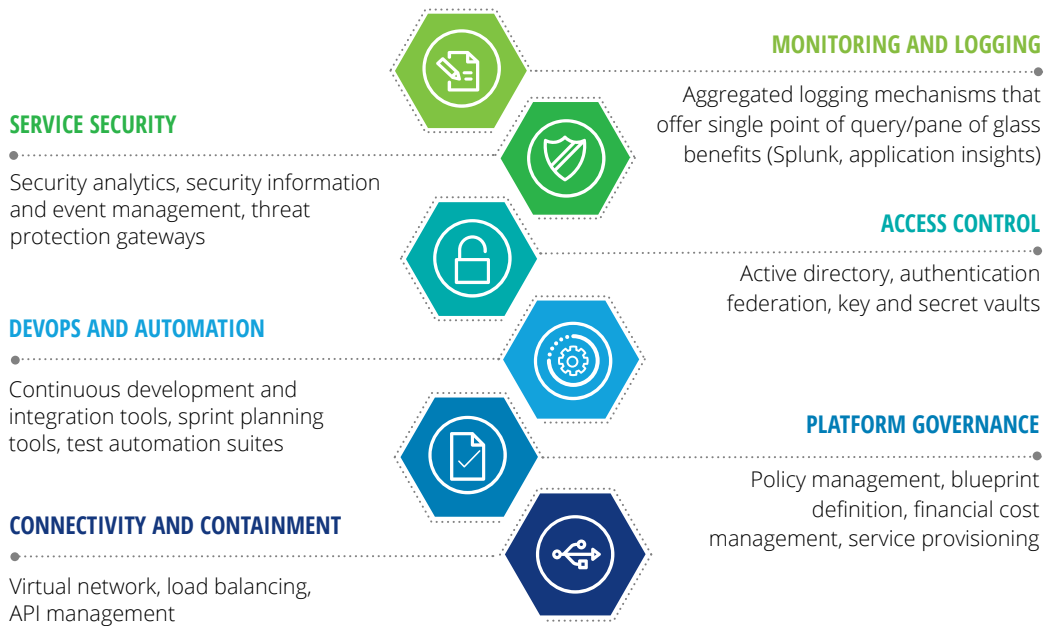 MONITORING AND LOGGING
Aggregated logging mechanisms that
offer single point of query/pane of glass
benefits (Splunk, application insights)
SERVICE SECURITY
Security analytics, security information
and event management, threat
protection gateways
ACCESS CONTROL
Active directory, authentication
federation, key and secret vaults
DEVOPS AND AUTOMATION
Continuous development and
integration tools, sprint planning
tools, test automation suites
PLATFORM GOVERNANCE
Policy management, blueprint
definition, financial cost
management, service provisioning
CONNECTIVITY AND CONTAINMENT
Virtual network, load balancing,
API management